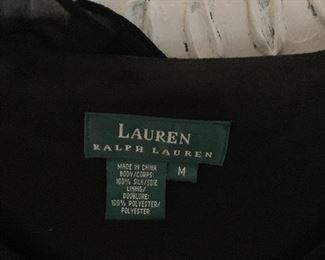 LAUREN
RALPH LAUREN
MADE IN CHINA
BODY/CORPS:
100% SILK/SOIE
LINING/
DOUBLURE:
100% POLYESTER/
POLYESTER
M